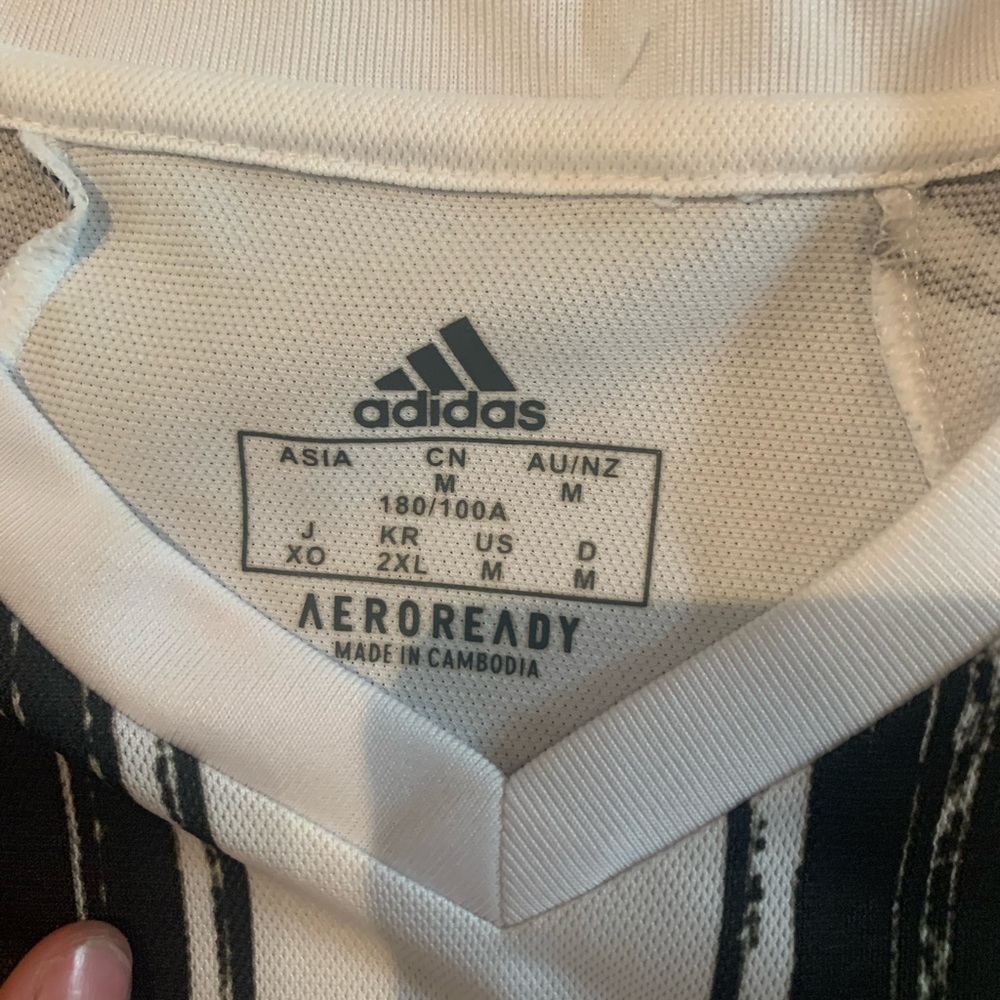 adidas
ASIA CN AU/NZ
M M
180/100A
J KR US D
XO 2XL M M
AEROREADY
MADE IN CAMBODIA